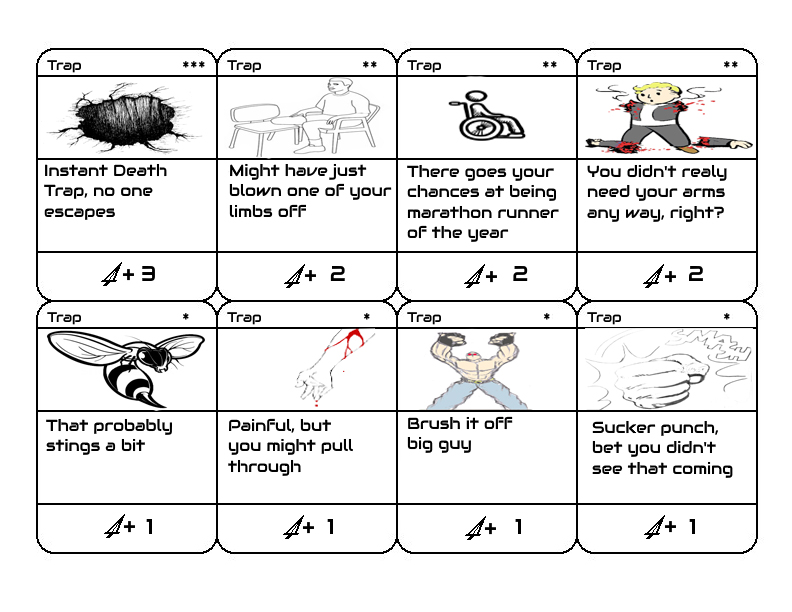 Trap ***
Instant Death
Trap, no one
escapes
+ 3
Trap **
Might have just
blown one of your
limbs off
+ 2
Trap **
There goes your
chances at being
marathon runner
of the year
+ 2
Trap **
You didn't realy
need your arms
any way, right?
+ 2
Trap *
That probably
stings a bit
+ 1
Trap *
Painful, but
you might pull
through
+ 1
Trap *
Brush it off
big guy
+ 1
Trap *
SMASH
Sucker punch,
bet you didn't
see that coming
+ 1